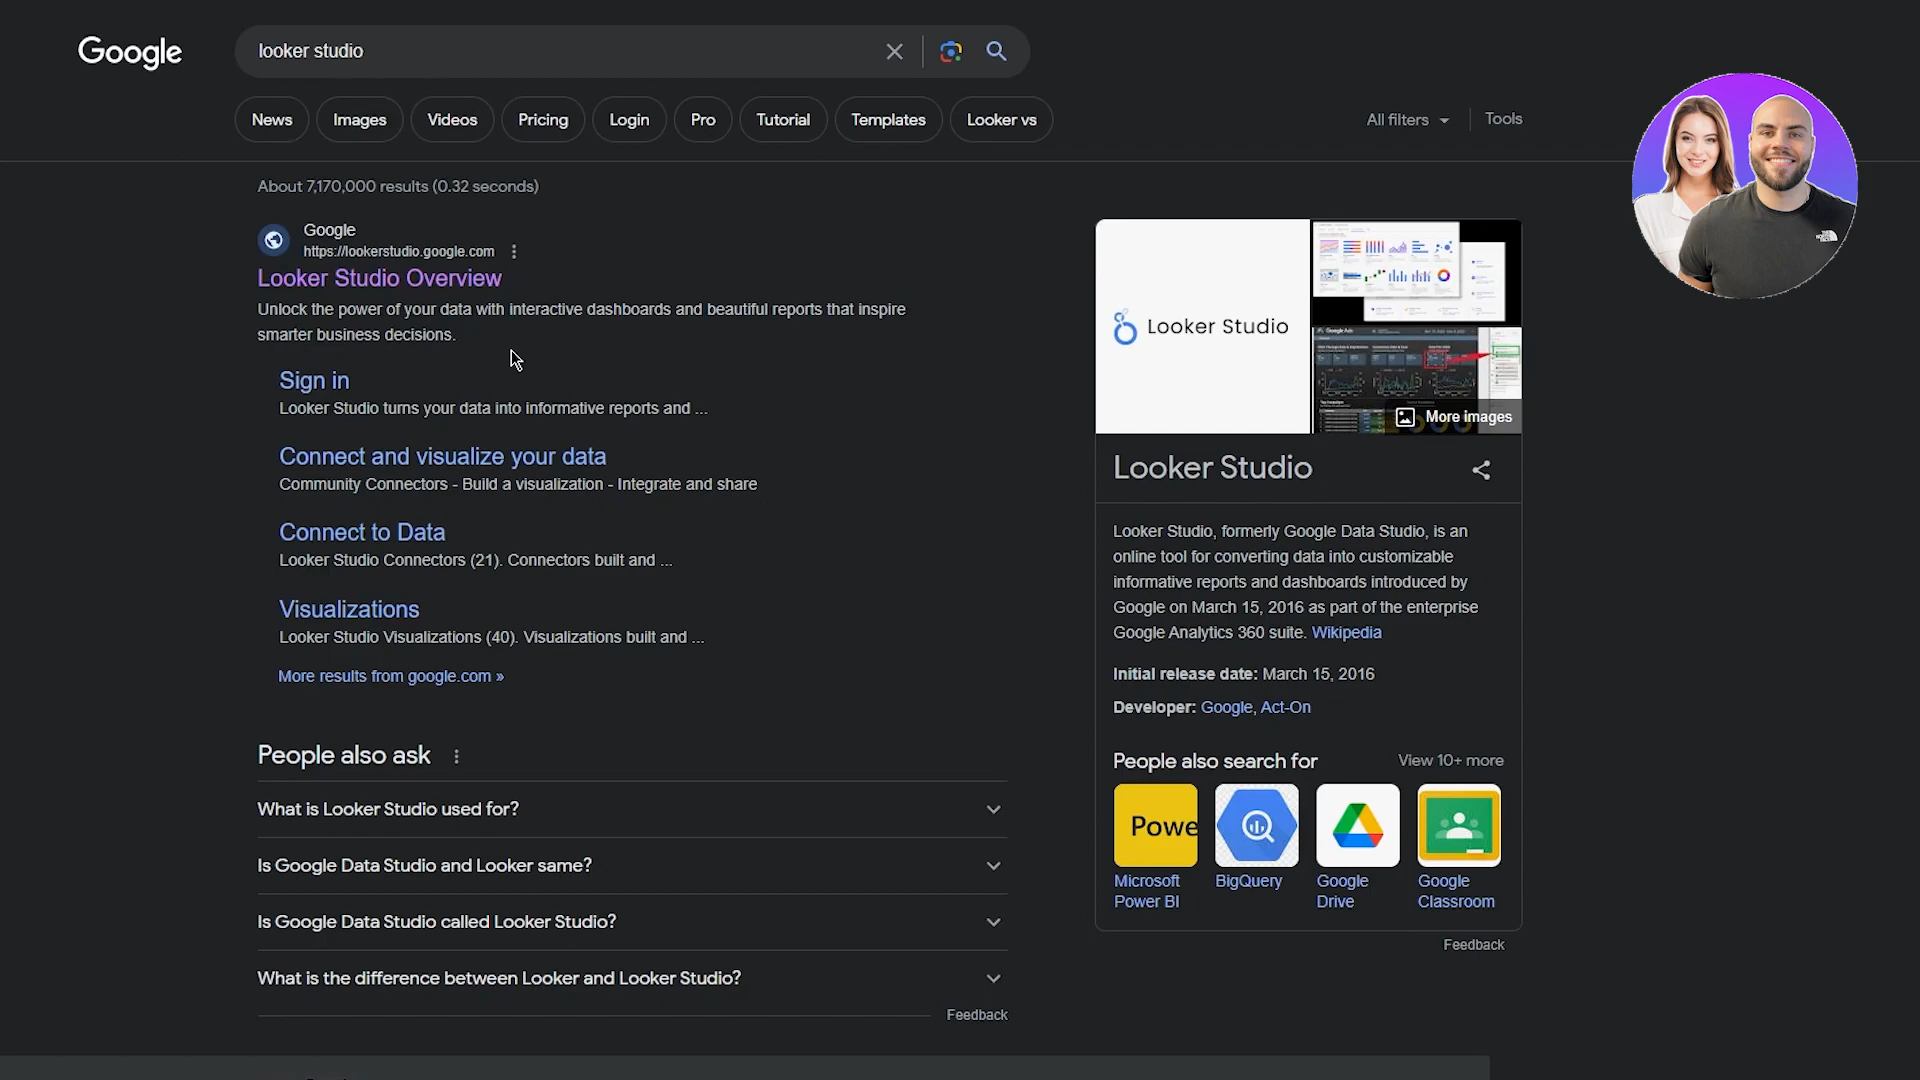 Google
looker studio
News
Images
Videos
Pricing
Login
Pro
Tutorial
Templates
Looker vs
All filters
Tools
About 7,170,000 results (0.32 seconds)
Google
https://lookerstudio.google.com
Looker Studio Overview
Unlock the power of your data with interactive dashboards and beautiful reports that inspire
smarter business decisions.
Sign in
Looker Studio turns your data into informative reports and ...
Connect and visualize your data
Community Connectors - Build a visualization - Integrate and share
Connect to Data
Looker Studio Connectors (21). Connectors built and ...
Visualizations
Looker Studio Visualizations (40). Visualizations built and ...
More results from google.com »
People also ask
What is Looker Studio used for?
Is Google Data Studio and Looker same?
Is Google Data Studio called Looker Studio?
What is the difference between Looker and Looker Studio?
Feedback
Looker Studio
Google Ads
More images
Looker Studio
Looker Studio, formerly Google Data Studio, is an
online tool for converting data into customizable
informative reports and dashboards introduced by
Google on March 15, 2016 as part of the enterprise
Google Analytics 360 suite. Wikipedia
Initial release date: March 15, 2016
Developer: Google, Act-On
People also search for
View 10+ more
Powe
Microsoft
Power BI
BigQuery
Google
Drive
Google
Classroom
Feedback